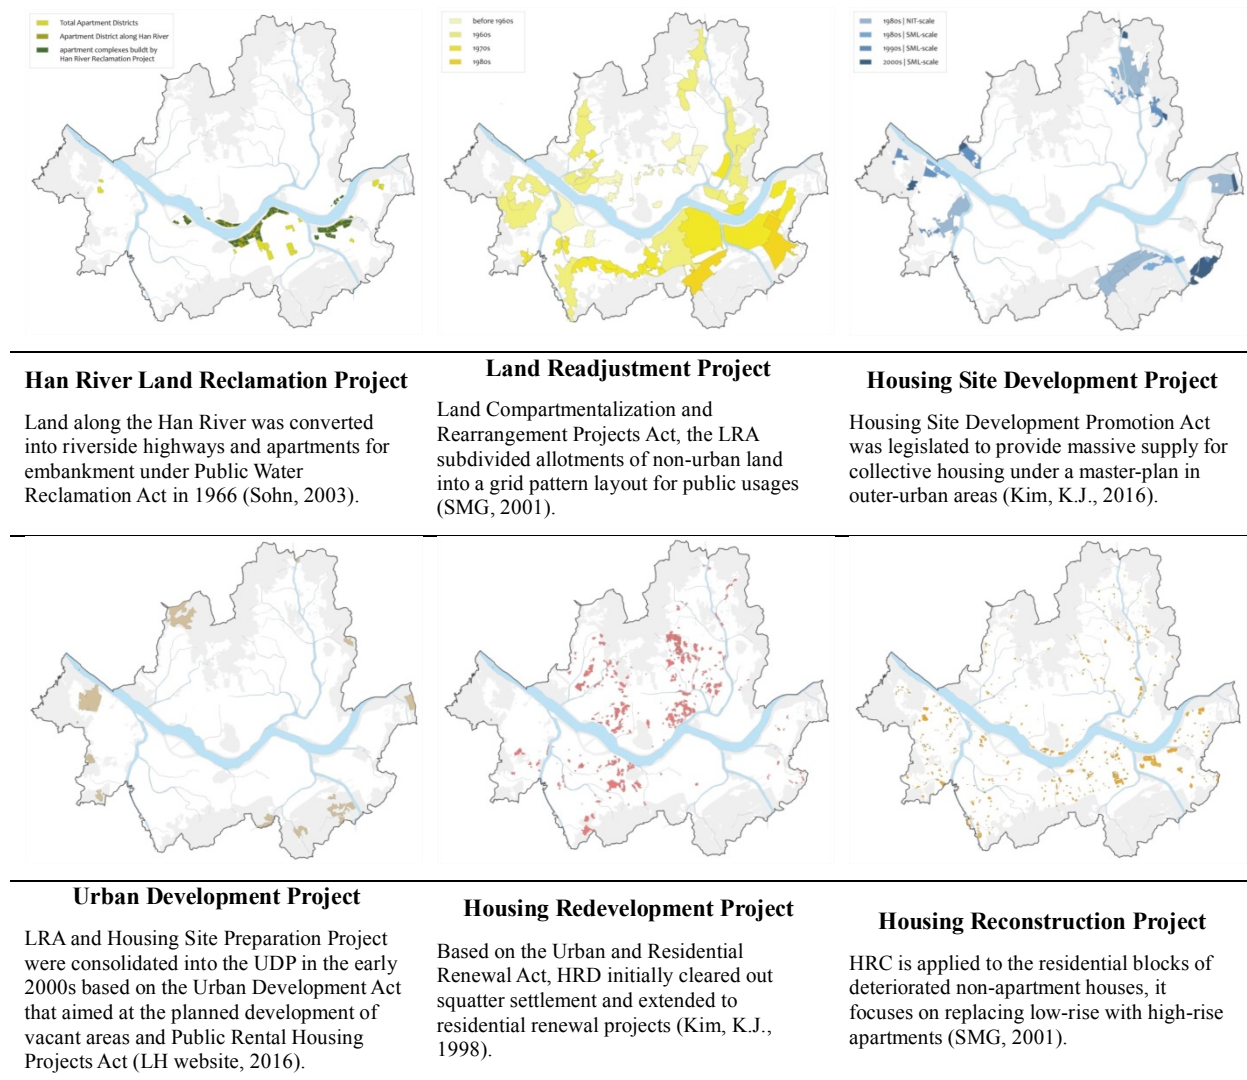 Total Apartment Districts
Apartment District along Han River
apartment complexes buildt by
Han River Reclamation Project
before 1960s
1960s
1970s
1980s
1980s | NIT-scale
1980s | SML-scale
1990s | SML-scale
2000s | SML-scale
Han River Land Reclamation Project
Land along the Han River was converted
into riverside highways and apartments for
embankment under Public Water
Reclamation Act in 1966 (Sohn, 2003).
Land Readjustment Project
Land Compartmentalization and
Rearrangement Projects Act, the LRA
subdivided allotments of non-urban land
into a grid pattern layout for public usages
(SMG, 2001).
Housing Site Development Project
Housing Site Development Promotion Act
was legislated to provide massive supply for
collective housing under a master-plan in
outer-urban areas (Kim, K.J., 2016).
Urban Development Project
LRA and Housing Site Preparation Project
were consolidated into the UDP in the early
2000s based on the Urban Development Act
that aimed at the planned development of
vacant areas and Public Rental Housing
Projects Act (LH website, 2016).
Housing Redevelopment Project
Based on the Urban and Residential
Renewal Act, HRD initially cleared out
squatter settlement and extended to
residential renewal projects (Kim, K.J.,
1998).
Housing Reconstruction Project
HRC is applied to the residential blocks of
deteriorated non-apartment houses, it
focuses on replacing low-rise with high-rise
apartments (SMG, 2001).